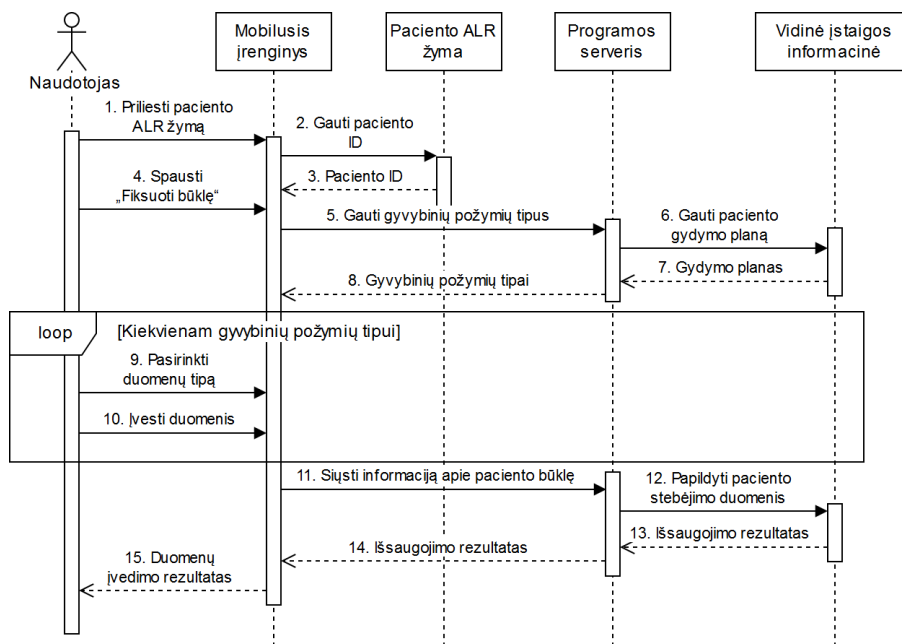 Naudotojas
Mobilusis
įrenginys
Paciento ALR
žyma
Programos
serveris
Vidinė įstaigos
informacinė
1. Priliesti paciento
ALR žymą
2. Gauti paciento
ID
3. Paciento ID
4. Spausti
„Fiksuoti būklę“
5. Gauti gyvybinių požymių tipus
6. Gauti paciento
gydymo planą
7. Gydymo planas
8. Gyvybinių požymių tipai
loop
[Kiekvienam gyvybinių požymių tipui]
9. Pasirinkti
duomenų tipą
10. Įvesti duomenis
11. Siųsti informaciją apie paciento būklę
12. Papildyti paciento
stebėjimo duomenis
13. Išsaugojimo rezultatas
14. Išsaugojimo rezultatas
15. Duomenų
įvedimo rezultatas